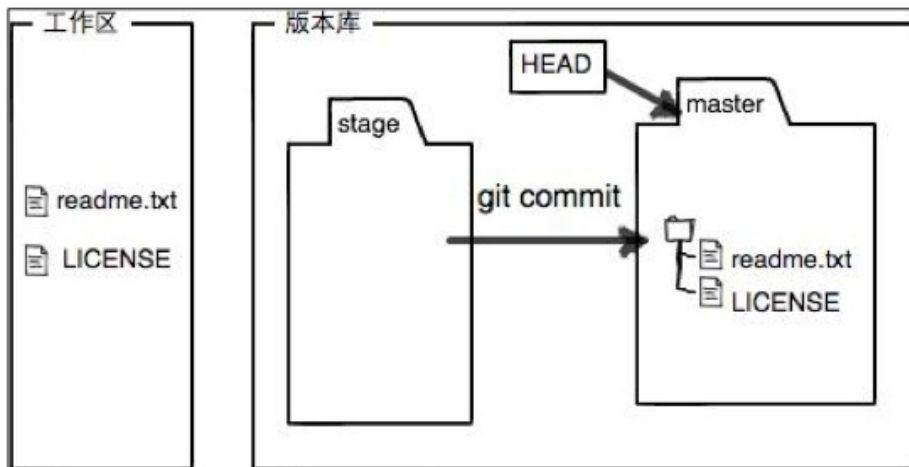 工作区
版本库
HEAD
stage
master
git commit
readme.txt
LICENSE
readme.txt
LICENSE